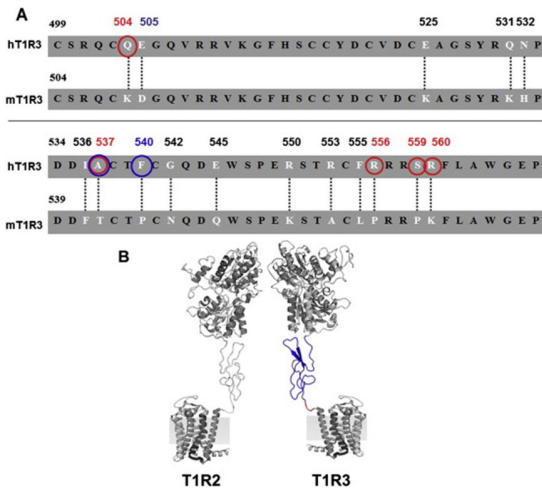 A
499 504 505 525 531 532
hT1R3 C S R Q C Q E G Q V R R V K G F H S C C Y D C V D C E A G S Y R Q N P
504
mT1R3 C S R Q C K D G Q V R R V K G F H S C C Y D C V D C K A G S Y R K H P
534 536 537 540 542 545 550 553 555 556 559 560
hT1R3 D D I A C T F C G Q D E W S P E R S T R C F R R R S R F L A W G E P
539
mT1R3 D D F T C T P C N Q D Q W S P E K S T A C L P R R P K F L A W G E P
B
T1R2 T1R3